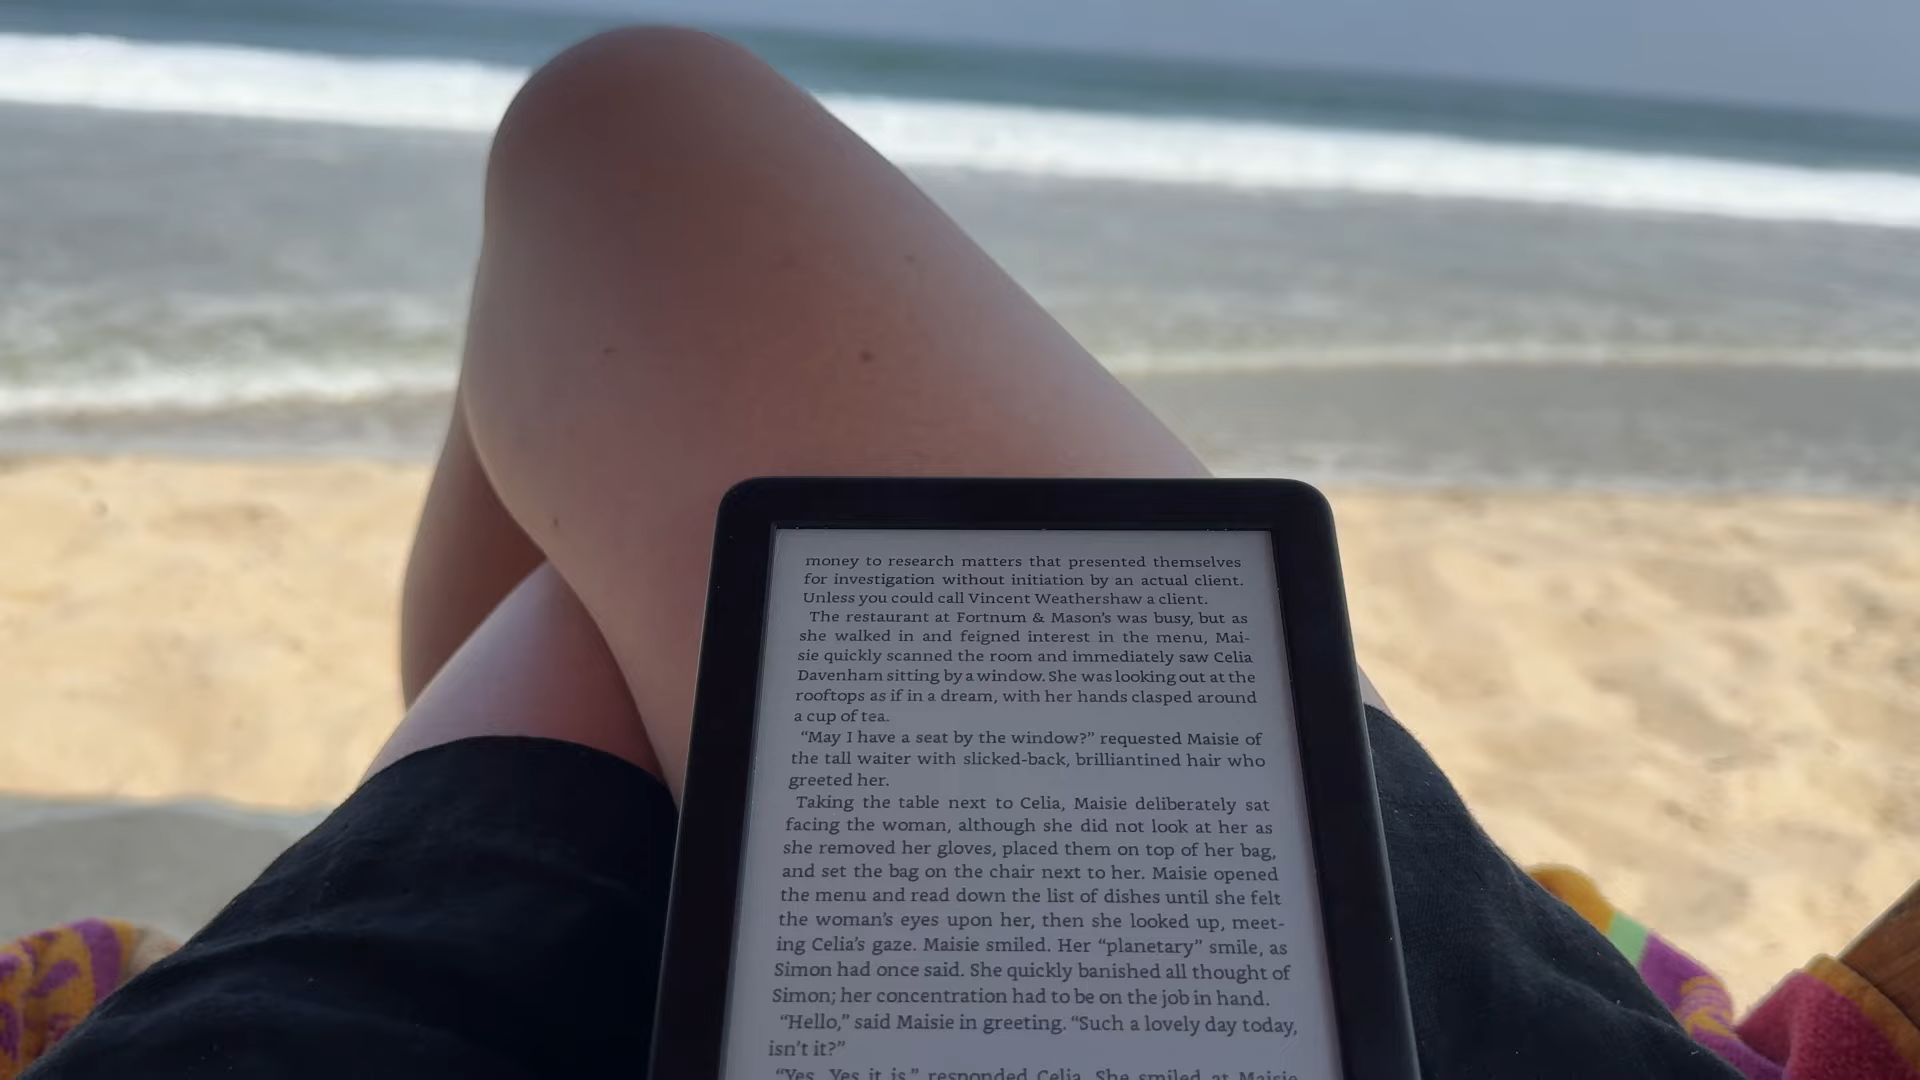 money to research matters that presented themselves
for investigation without initiation by an actual client.
Unless you could call Vincent Weathershaw a client.
The restaurant at Fortnum & Mason's was busy, but as
she walked in and feigned interest in the menu, Mai-
sie quickly scanned the room and immediately saw Celia
Davenham sitting by a window. She was looking out at the
rooftops as if in a dream, with her hands clasped around
a cup of tea.
“May I have a seat by the window?” requested Maisie of
the tall waiter with slicked-back, brilliantined hair who
greeted her.
Taking the table next to Celia, Maisie deliberately sat
facing the woman, although she did not look at her as
she removed her gloves, placed them on top of her bag,
and set the bag on the chair next to her. Maisie opened
the menu and read down the list of dishes until she felt
the woman's eyes upon her, then she looked up, meet-
ing Celia's gaze. Maisie smiled. Her “planetary” smile, as
Simon had once said. She quickly banished all thought of
Simon; her concentration had to be on the job in hand.
“Hello,” said Maisie in greeting. “Such a lovely day today,
isn't it?”
“Yes. Yes it is,” responded Celia. She smiled at Maisie